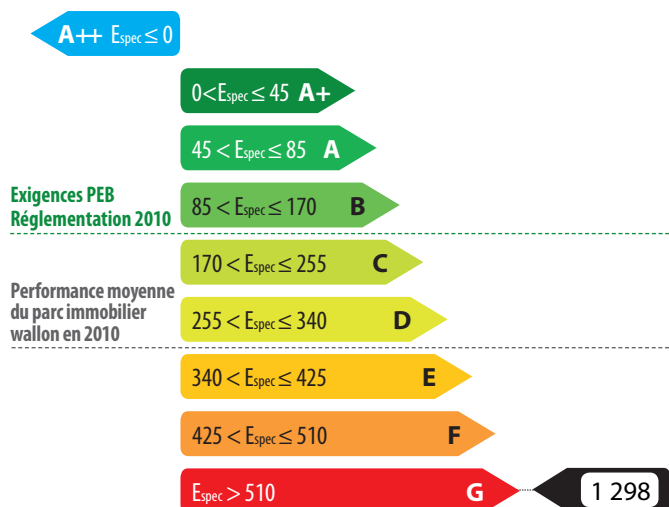 A++ Espec ≤ 0
0<Espec ≤ 45 A+
45 < Espec ≤ 85 A
Exigences PEB
Réglementation 2010
85 < Espec ≤ 170 B
170 < Espec ≤ 255 C
Performance moyenne
du parc immobilier
wallon en 2010
255 < Espec ≤ 340 D
340 < Espec ≤ 425 E
425 < Espec ≤ 510 F
Espec > 510 G
1 298